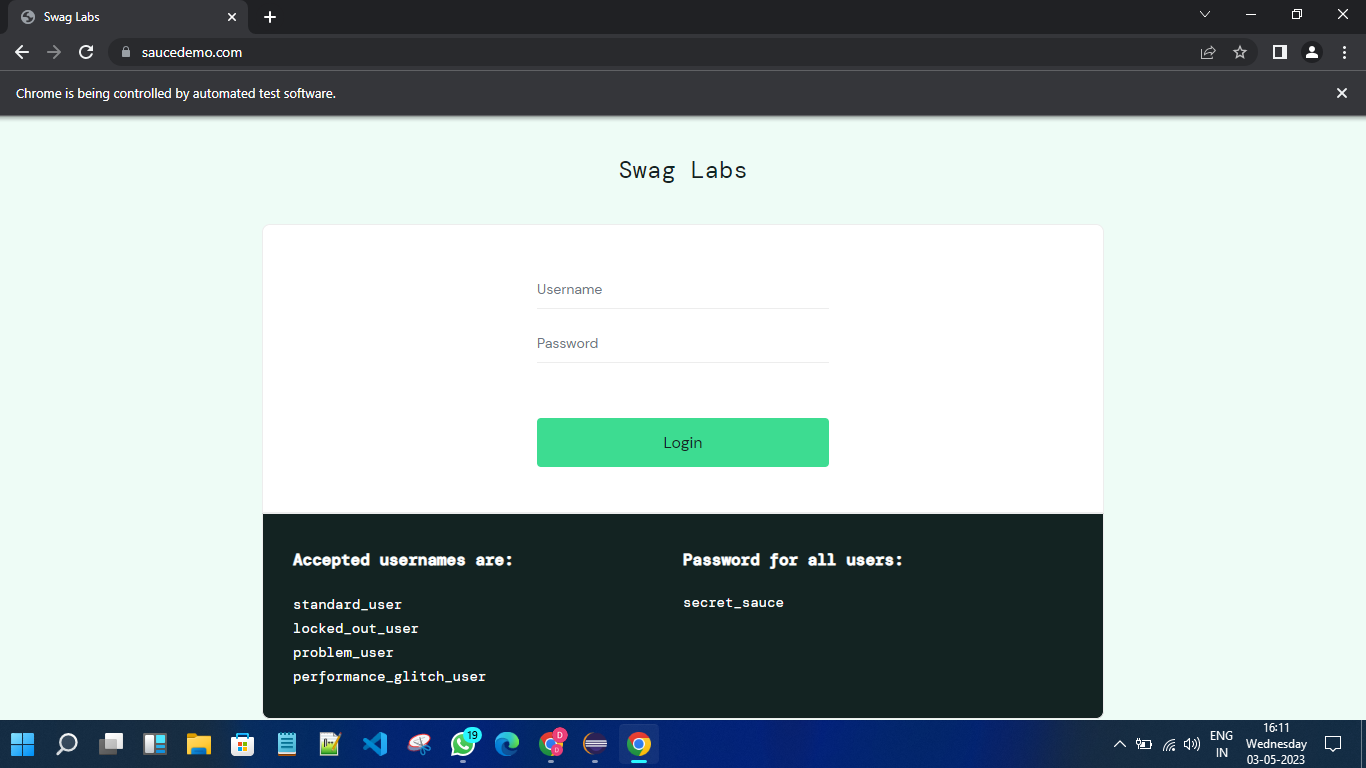 Swag Labs
saucedemo.com
Chrome is being controlled by automated test software.
Swag Labs
Username
Password
Login
Accepted usernames are:
standard_user
locked_out_user
problem_user
performance_glitch_user
Password for all users:
secret_sauce
19
D
D
ENG
IN
16:11
Wednesday
03-05-2023